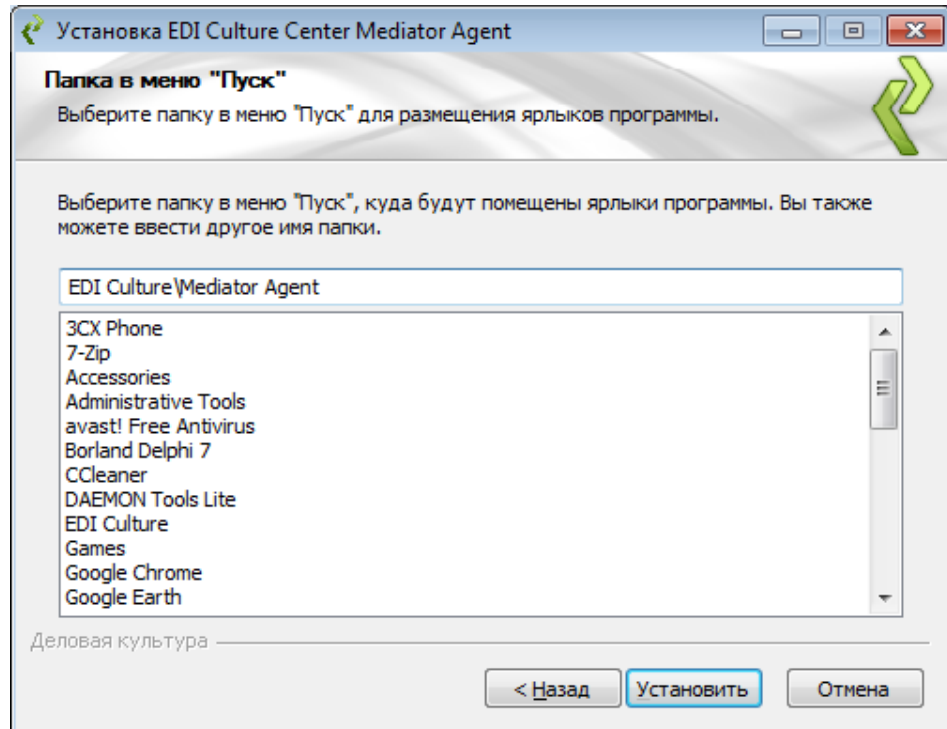 Установка EDI Culture Center Mediator Agent
Папка в меню "Пуск"
Выберите папку в меню "Пуск" для размещения ярлыков программы.
Выберите папку в меню "Пуск", куда будут помещены ярлыки программы. Вы также
можете ввести другое имя папки.
EDI Culture\Mediator Agent
3CX Phone
7-Zip
Accessories
Administrative Tools
avast! Free Antivirus
Borland Delphi 7
CCleaner
DAEMON Tools Lite
EDI Culture
Games
Google Chrome
Google Earth
Деловая культура
< Назад Установить Отмена